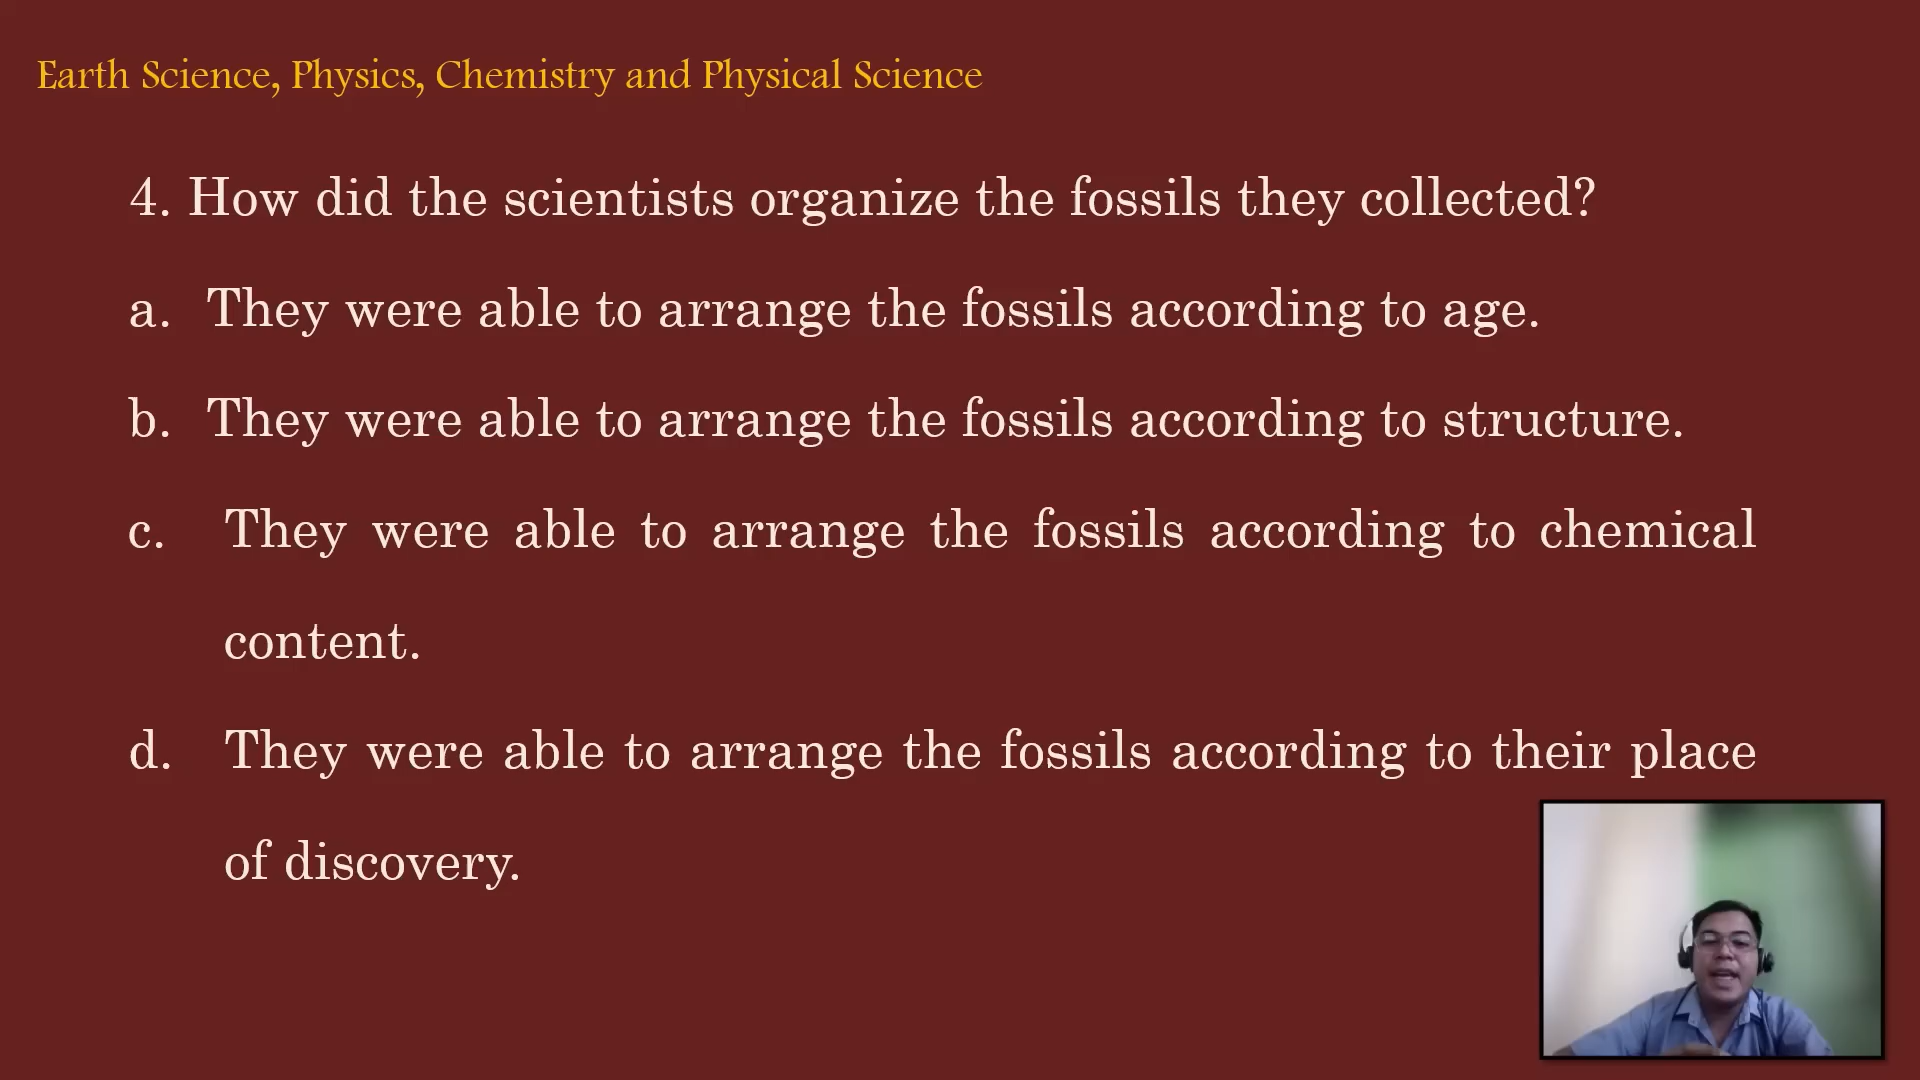 Earth Science, Physics, Chemistry and Physical Science
4. How did the scientists organize the fossils they collected?
a. They were able to arrange the fossils according to age.
b. They were able to arrange the fossils according to structure.
c. They were able to arrange the fossils according to chemical
content.
d. They were able to arrange the fossils according to their place
of discovery.